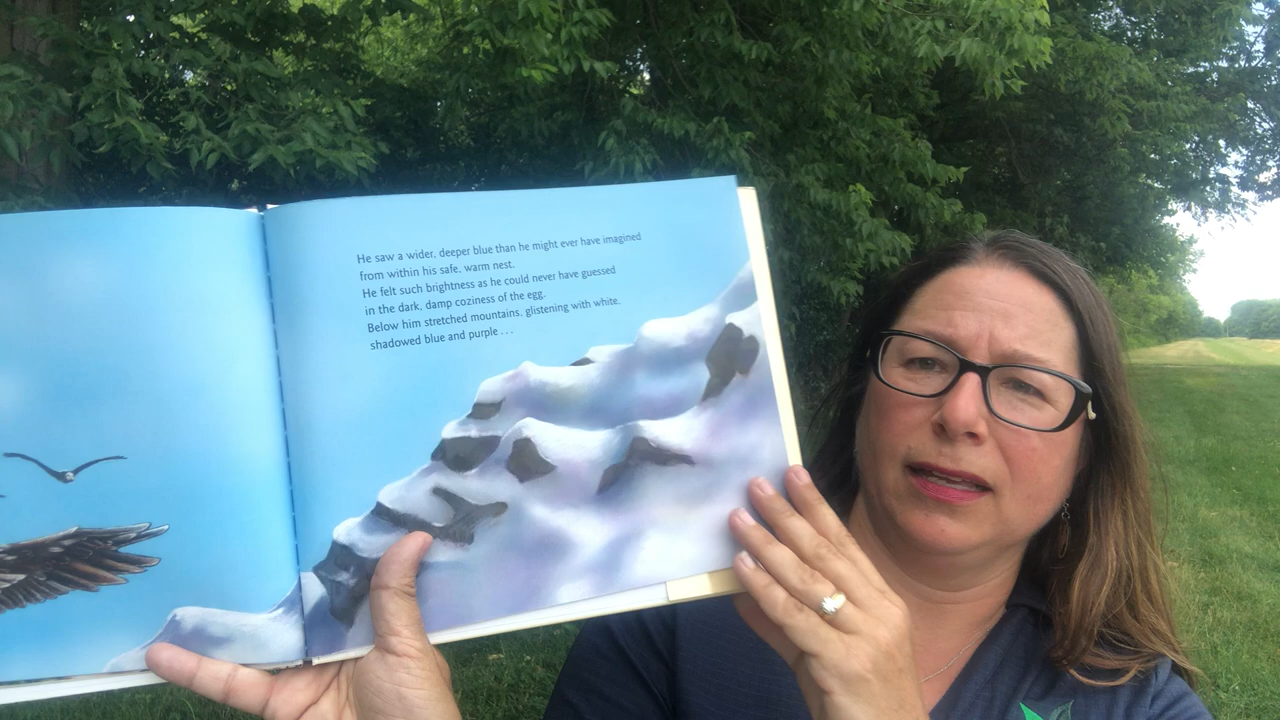 He saw a wider, deeper blue than he might ever have imagined
from within his safe, warm nest.
He felt such brightness as he could never have guessed
in the dark, damp coziness of the egg.
Below him stretched mountains, glistening with white,
shadowed blue and purple . . .